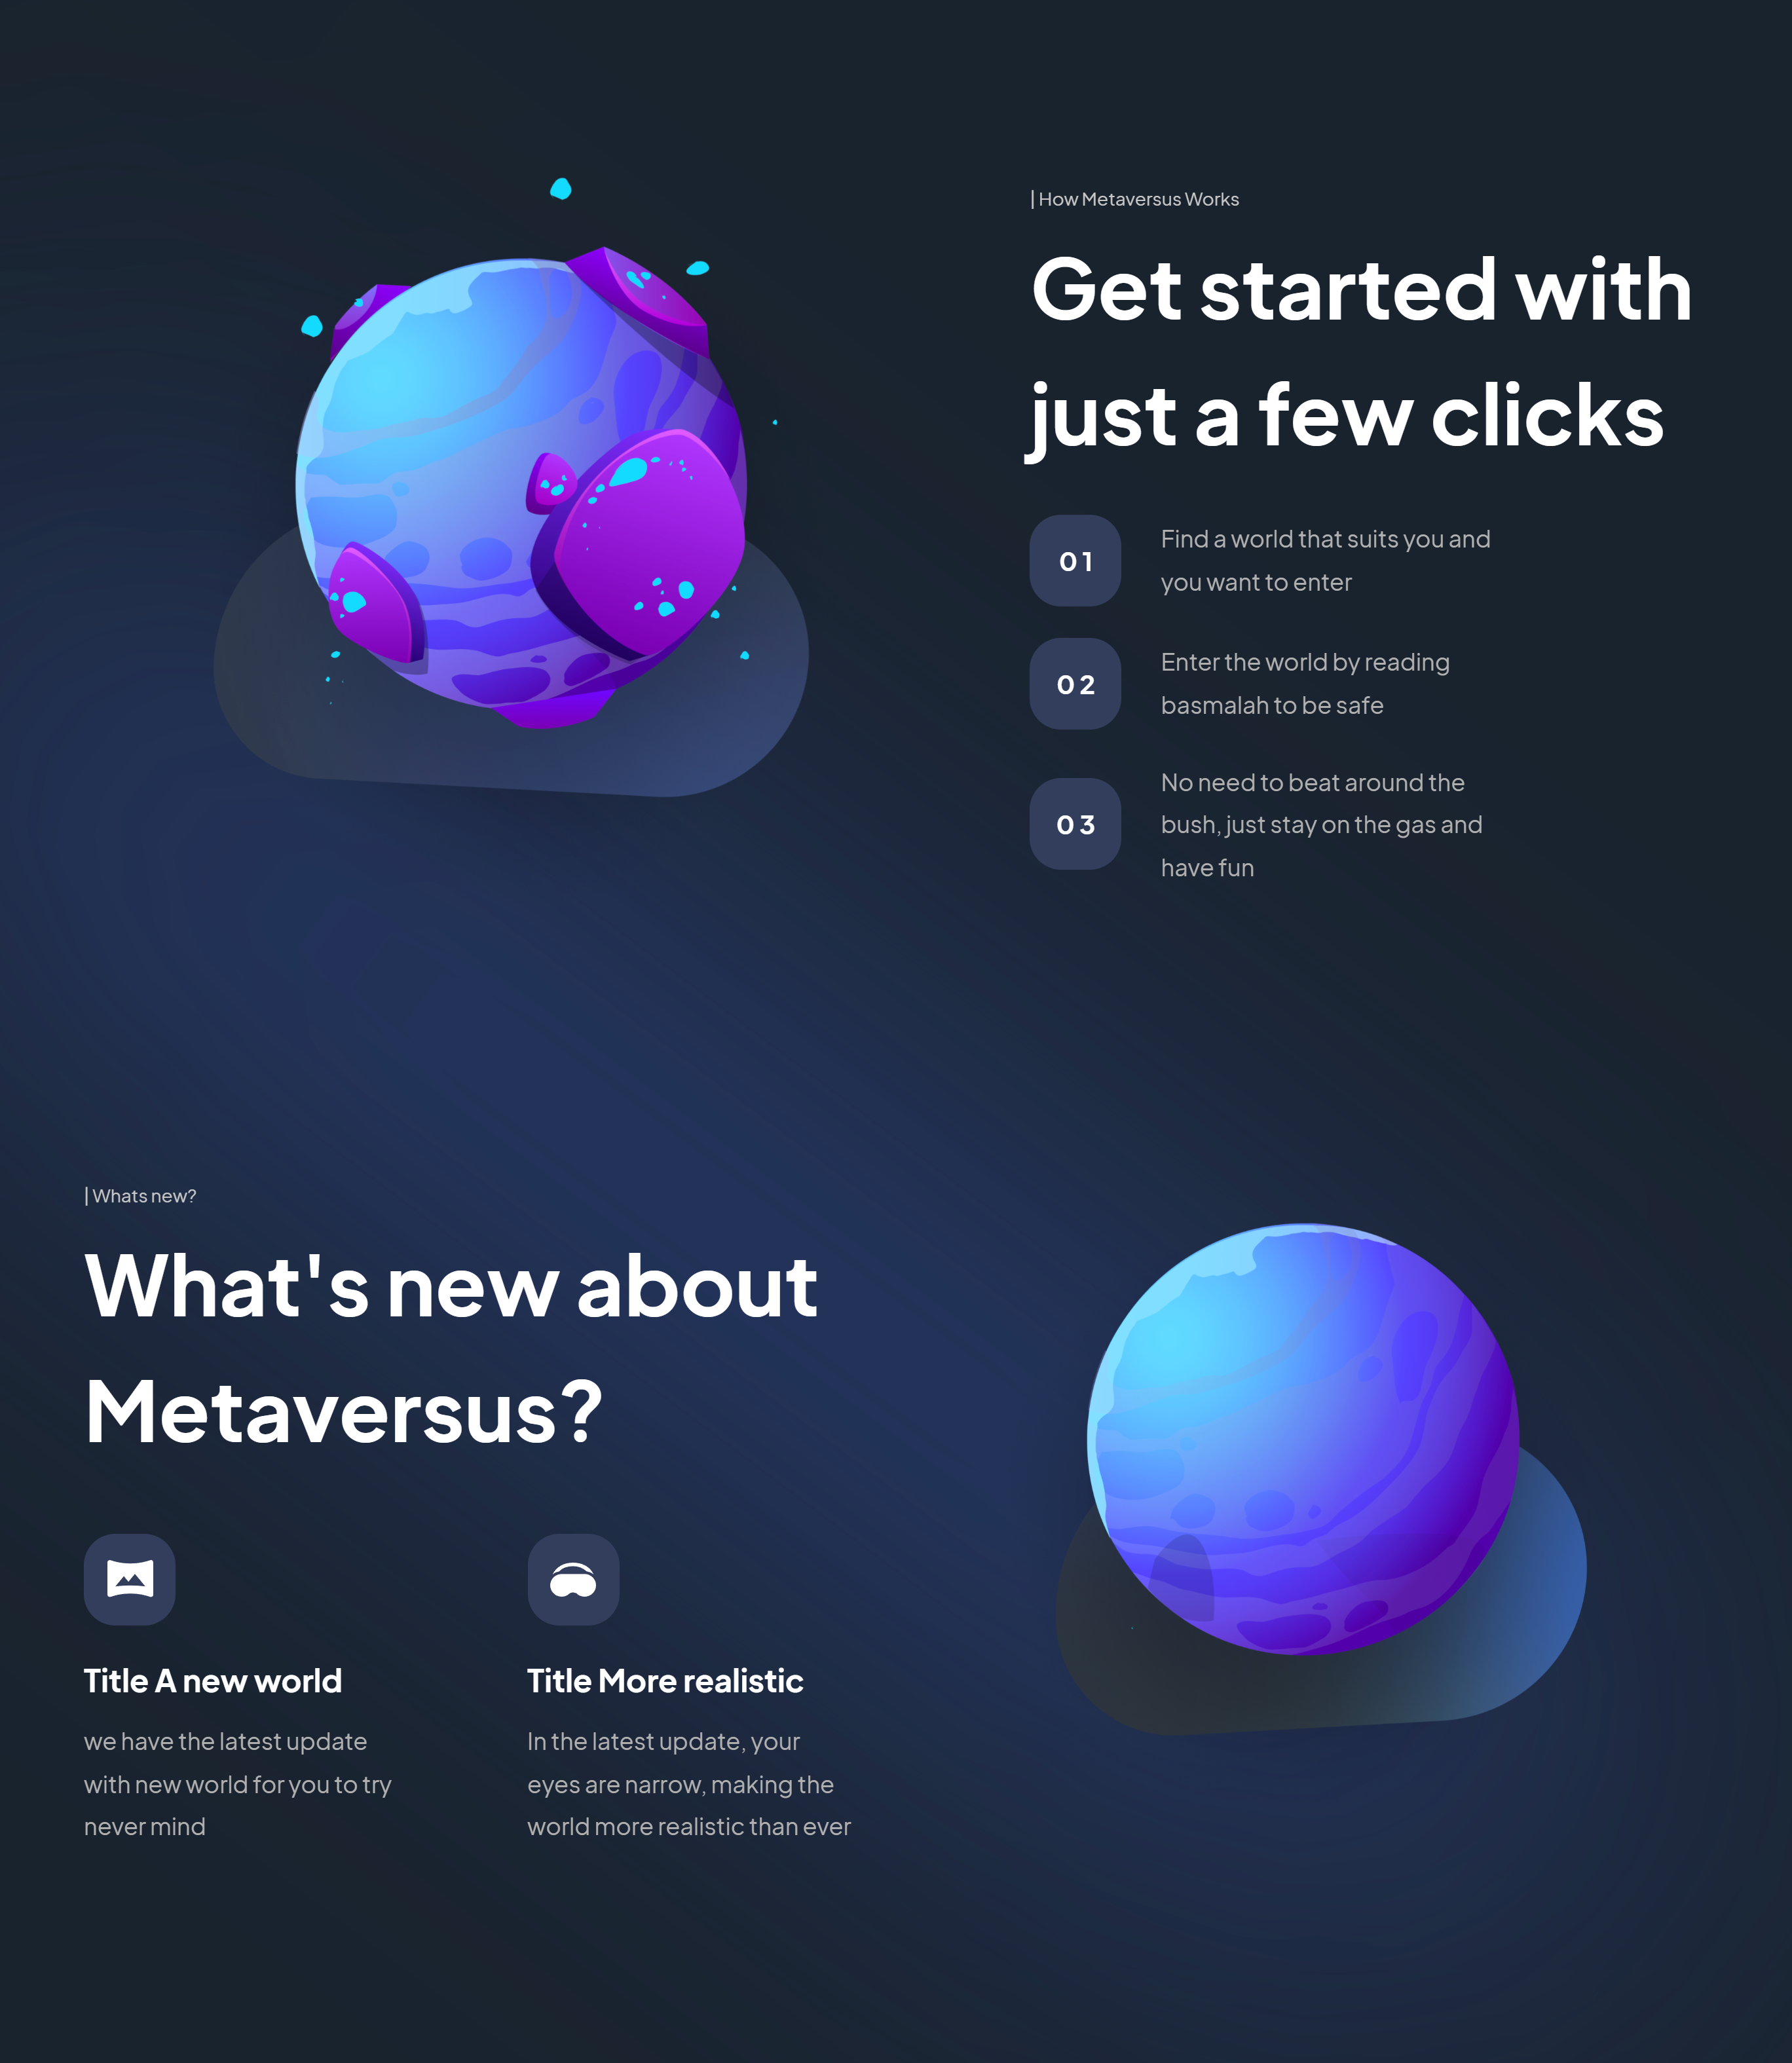 | How Metaversus Works
Get started with
just a few clicks
01
Find a world that suits you and
you want to enter
02
Enter the world by reading
basmalah to be safe
03
No need to beat around the
bush, just stay on the gas and
have fun
| Whats new?
What's new about
Metaversus?
Title A new world
we have the latest update
with new world for you to try
never mind
Title More realistic
In the latest update, your
eyes are narrow, making the
world more realistic than ever